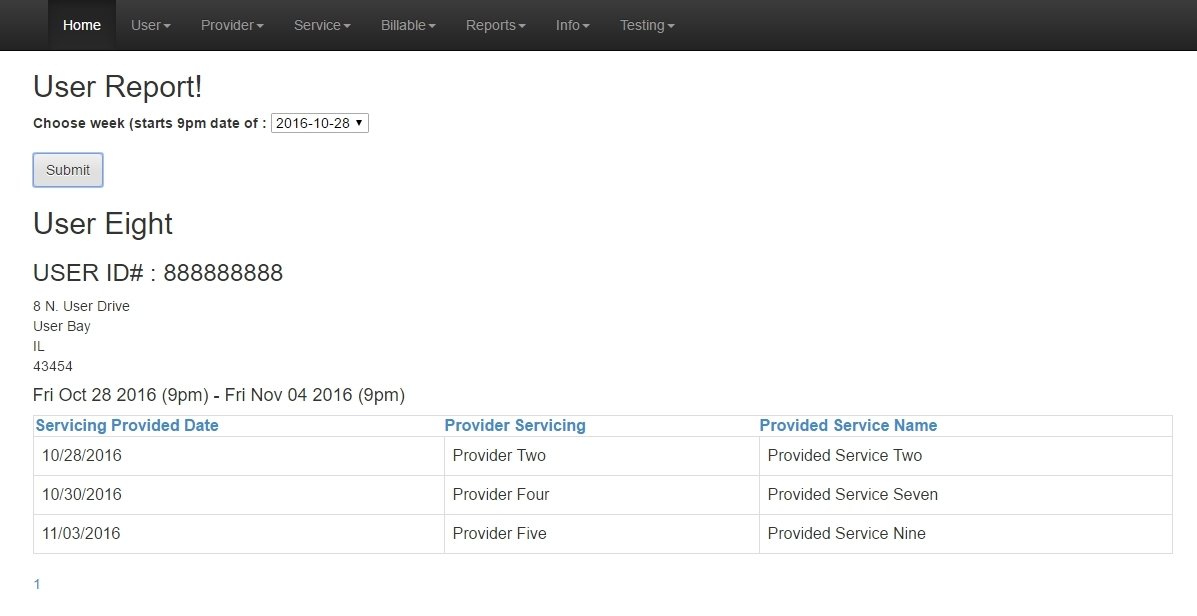 Home User Provider Service Billable Reports Info Testing
User Report!
Choose week (starts 9pm date of : 2016-10-28
Submit
User Eight
USER ID# : 888888888
8 N. User Drive
User Bay
IL
43454
Fri Oct 28 2016 (9pm) - Fri Nov 04 2016 (9pm)
Servicing Provided Date Provider Servicing Provided Service Name
10/28/2016 Provider Two Provided Service Two
10/30/2016 Provider Four Provided Service Seven
11/03/2016 Provider Five Provided Service Nine
1